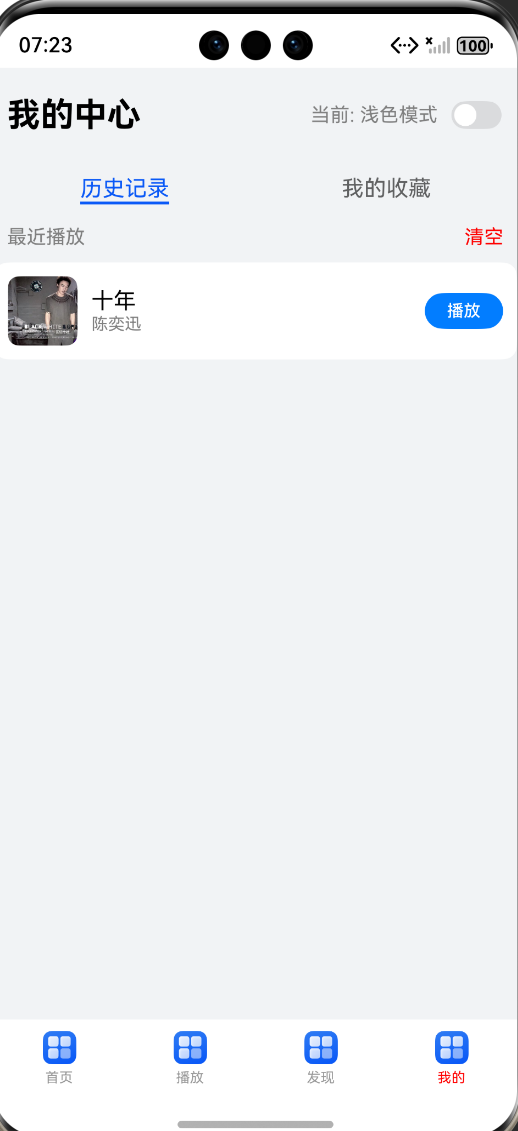 07:23
100
我的中心
当前: 浅色模式
历史记录
我的收藏
最近播放
清空
十年
陈奕迅
播放
首页
播放
发现
我的